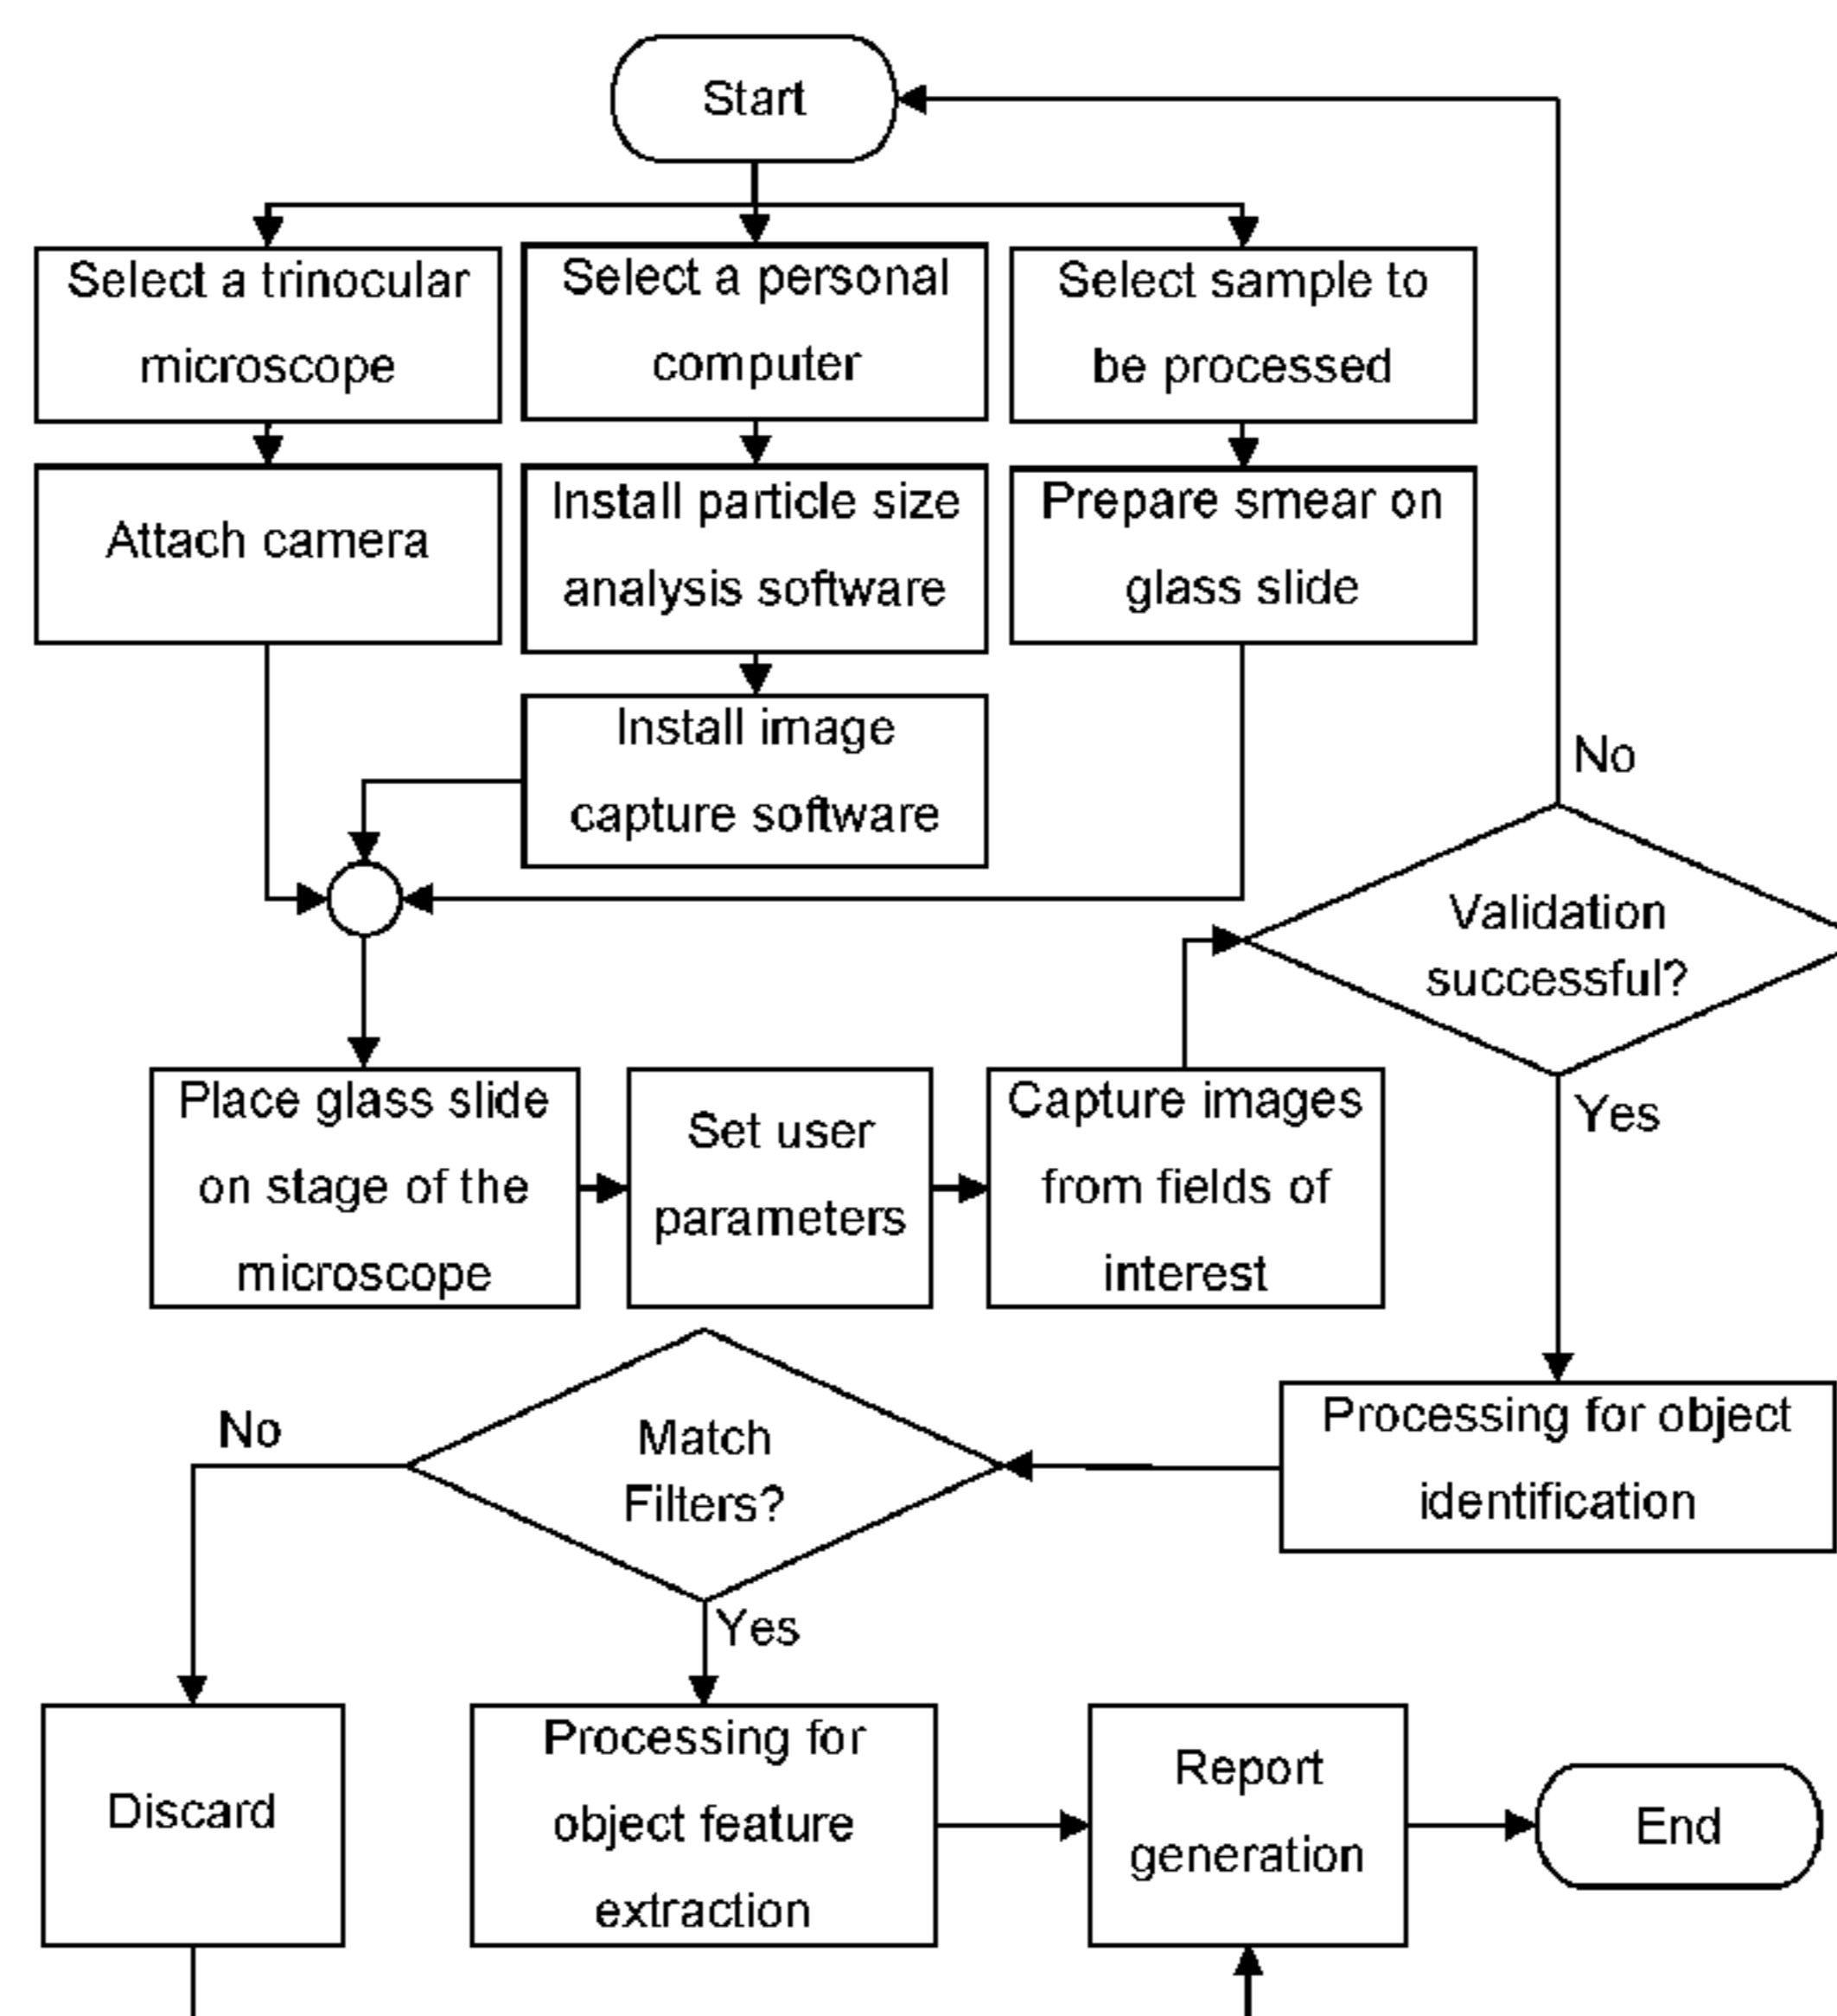 Start
Select a trinocular
microscope
Select a personal
computer
Select sample to
be processed
Attach camera
Install particle size
analysis software
Prepare smear on
glass slide
Install image
capture software
No
Validation
successful?
Yes
Place glass slide
on stage of the
microscope
Set user
parameters
Capture images
from fields of
interest
Processing for object
identification
Match
Filters?
No
Yes
Discard
Processing for
object feature
extraction
Report
generation
End